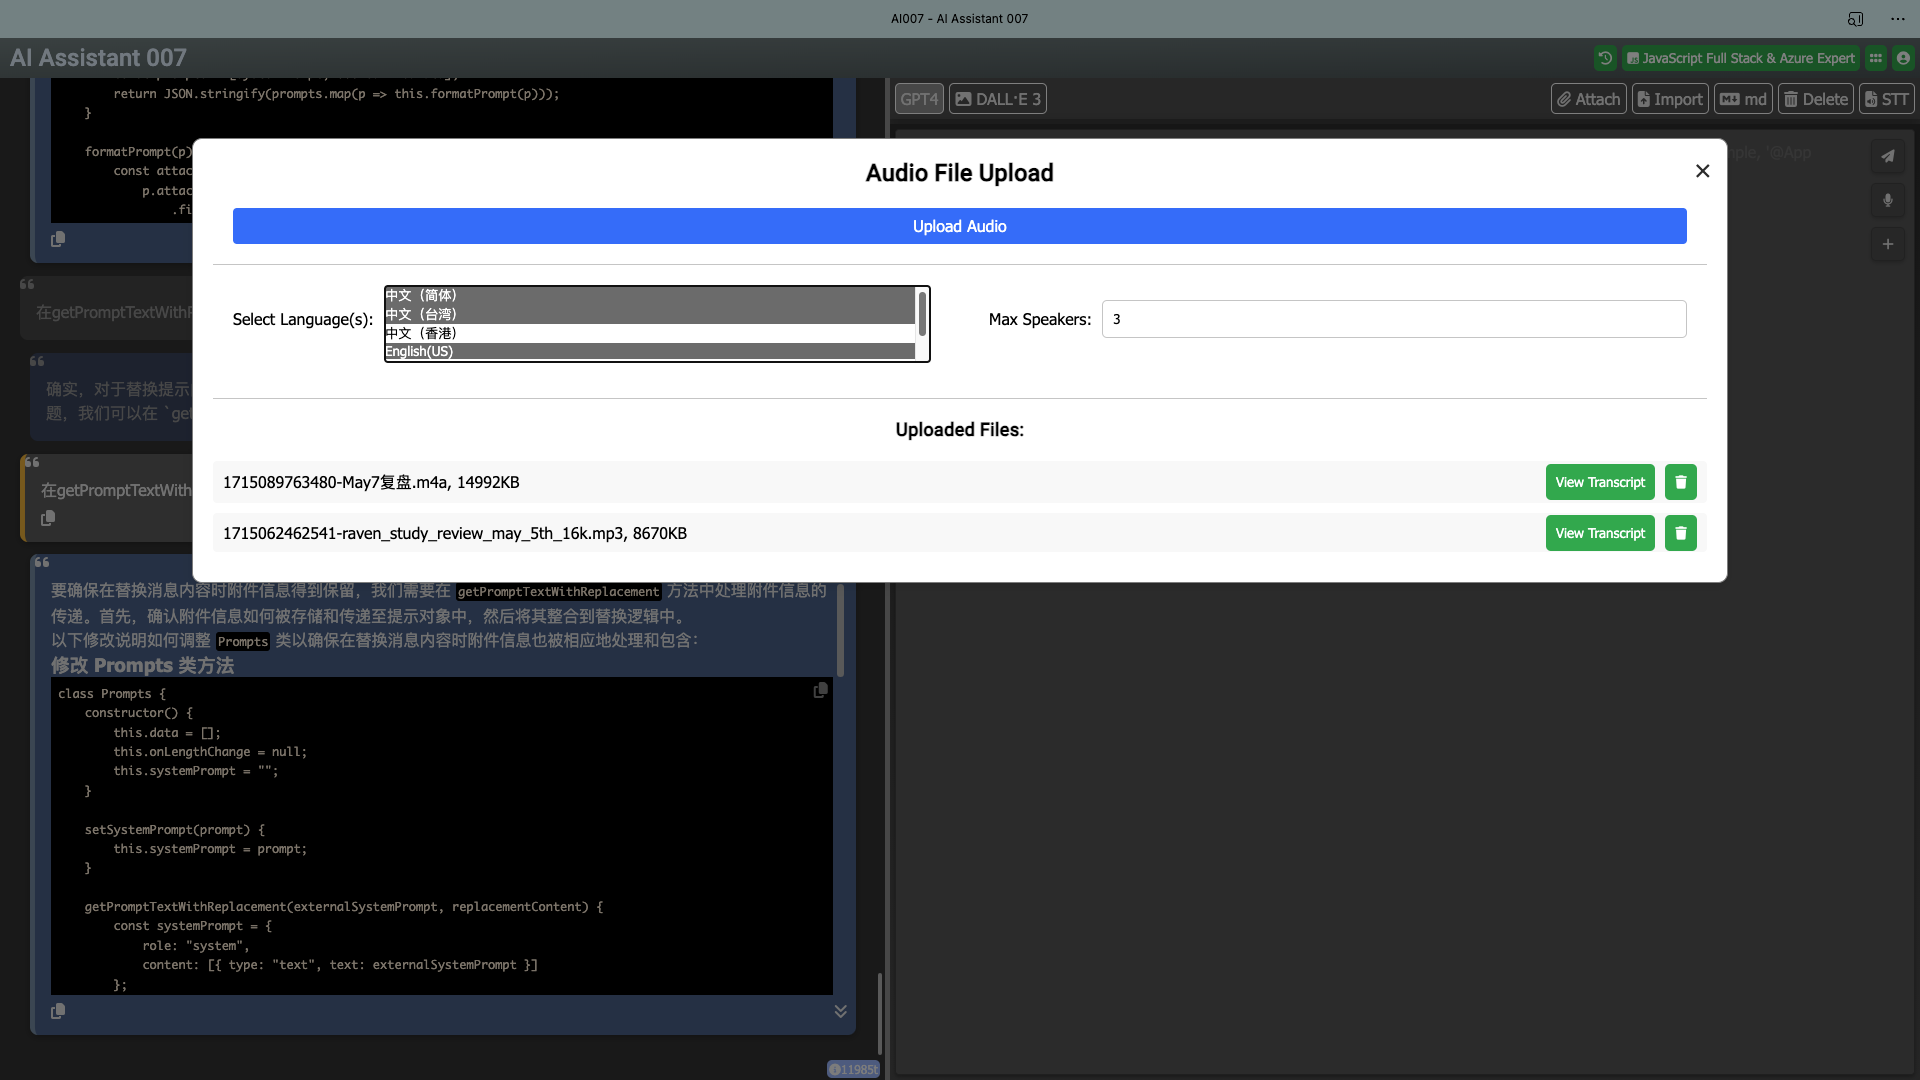 AI007 - AI Assistant 007
AI Assistant 007
JavaScript Full Stack & Azure Expert
return JSON.stringify(prompts.map(p => this.formatPrompt(p)));
}
formatPrompt(p)
const attac
p.attac
.fi
GPT4
DALL·E 3
Attach
Import
md
Delete
STT
'@App
Audio File Upload
Upload Audio
Select Language(s):
中文（简体）
中文（台湾）
中文（香港）
English(US)
Max Speakers:
3
Uploaded Files:
1715089763480-May7复盘.m4a, 14992KB
View Transcript
1715062462541-raven_study_review_may_5th_16k.mp3, 8670KB
View Transcript
在getPromptTextWithR
确实，对于替换提示
题，我们可以在 `get
在getPromptTextWith
要确保在替换消息内容时附件信息得到保留，我们需要在 getPromptTextWithReplacement 方法中处理附件信息的
传递。首先，确认附件信息如何被存储和传递至提示对象中，然后将其整合到替换逻辑中。
以下修改说明如何调整 Prompts 类以确保在替换消息内容时附件信息也被相应地处理和包含：
修改 Prompts 类方法
class Prompts {
constructor() {
this.data = [];
this.onLengthChange = null;
this.systemPrompt = "";
}
setSystemPrompt(prompt) {
this.systemPrompt = prompt;
}
getPromptTextWithReplacement(externalSystemPrompt, replacementContent) {
const systemPrompt = {
role: "system",
content: [{ type: "text", text: externalSystemPrompt }]
};
11985t